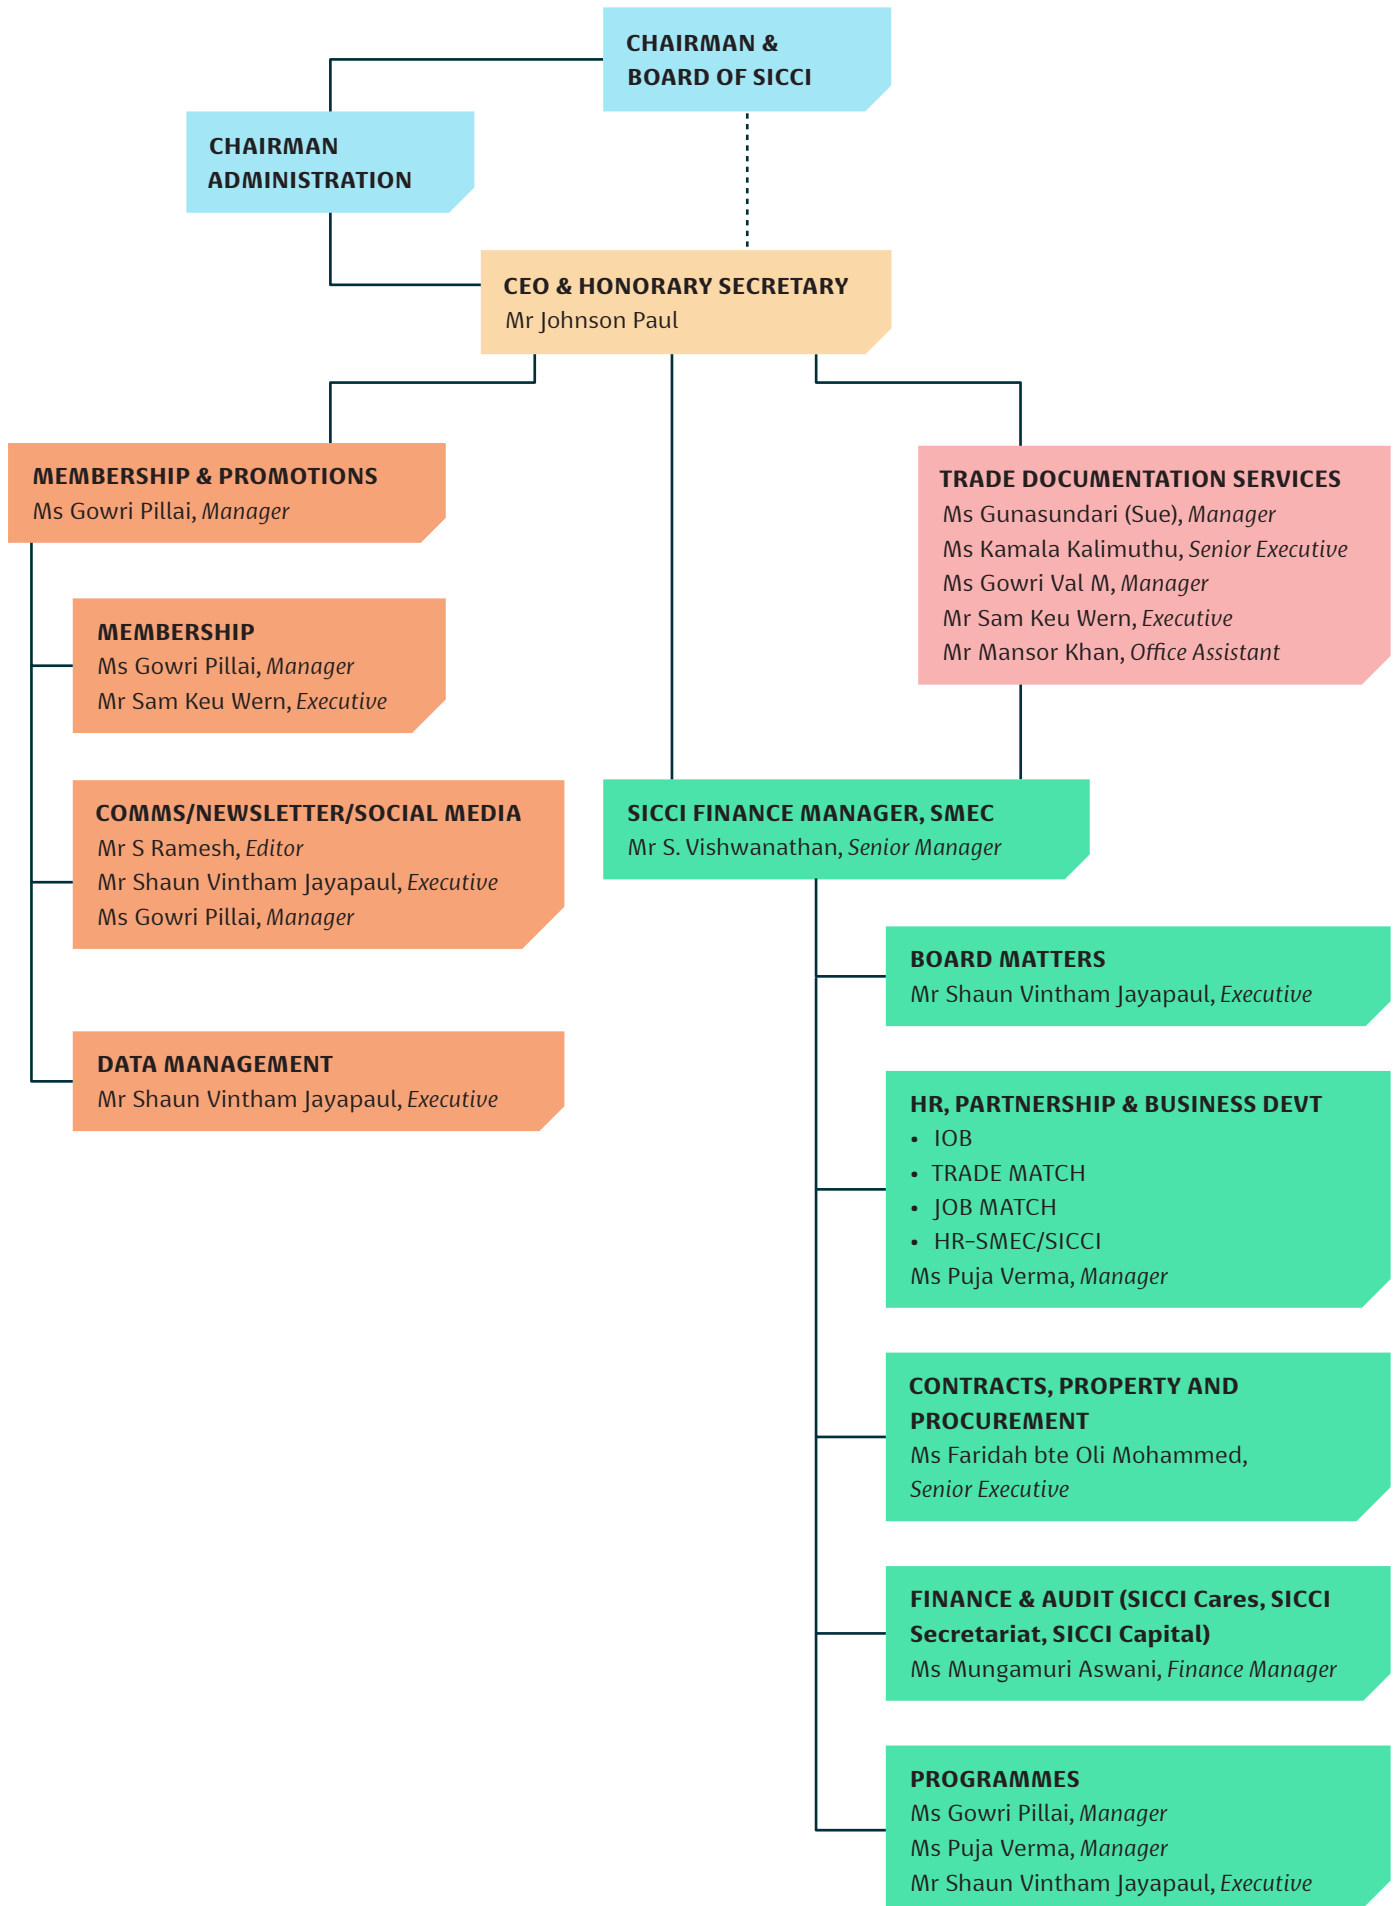 CHAIRMAN &
BOARD OF SICCI
CHAIRMAN
ADMINISTRATION
CEO & HONORARY SECRETARY
Mr Johnson Paul
MEMBERSHIP & PROMOTIONS
Ms Gowri Pillai, Manager
MEMBERSHIP
Ms Gowri Pillai, Manager
Mr Sam Keu Wern, Executive
COMMS/NEWSLETTER/SOCIAL MEDIA
Mr S Ramesh, Editor
Mr Shaun Vintham Jayapaul, Executive
Ms Gowri Pillai, Manager
DATA MANAGEMENT
Mr Shaun Vintham Jayapaul, Executive
TRADE DOCUMENTATION SERVICES
Ms Gunasundari (Sue), Manager
Ms Kamala Kalimuthu, Senior Executive
Ms Gowri Val M, Manager
Mr Sam Keu Wern, Executive
Mr Mansor Khan, Office Assistant
SICCI FINANCE MANAGER, SMEC
Mr S. Vishwanathan, Senior Manager
BOARD MATTERS
Mr Shaun Vintham Jayapaul, Executive
HR, PARTNERSHIP & BUSINESS DEVT
• IOB
• TRADE MATCH
• JOB MATCH
• HR–SMEC/SICCI
Ms Puja Verma, Manager
CONTRACTS, PROPERTY AND
PROCUREMENT
Ms Faridah bte Oli Mohammed,
Senior Executive
FINANCE & AUDIT (SICCI Cares, SICCI
Secretariat, SICCI Capital)
Ms Mungamuri Aswani, Finance Manager
PROGRAMMES
Ms Gowri Pillai, Manager
Ms Puja Verma, Manager
Mr Shaun Vintham Jayapaul, Executive